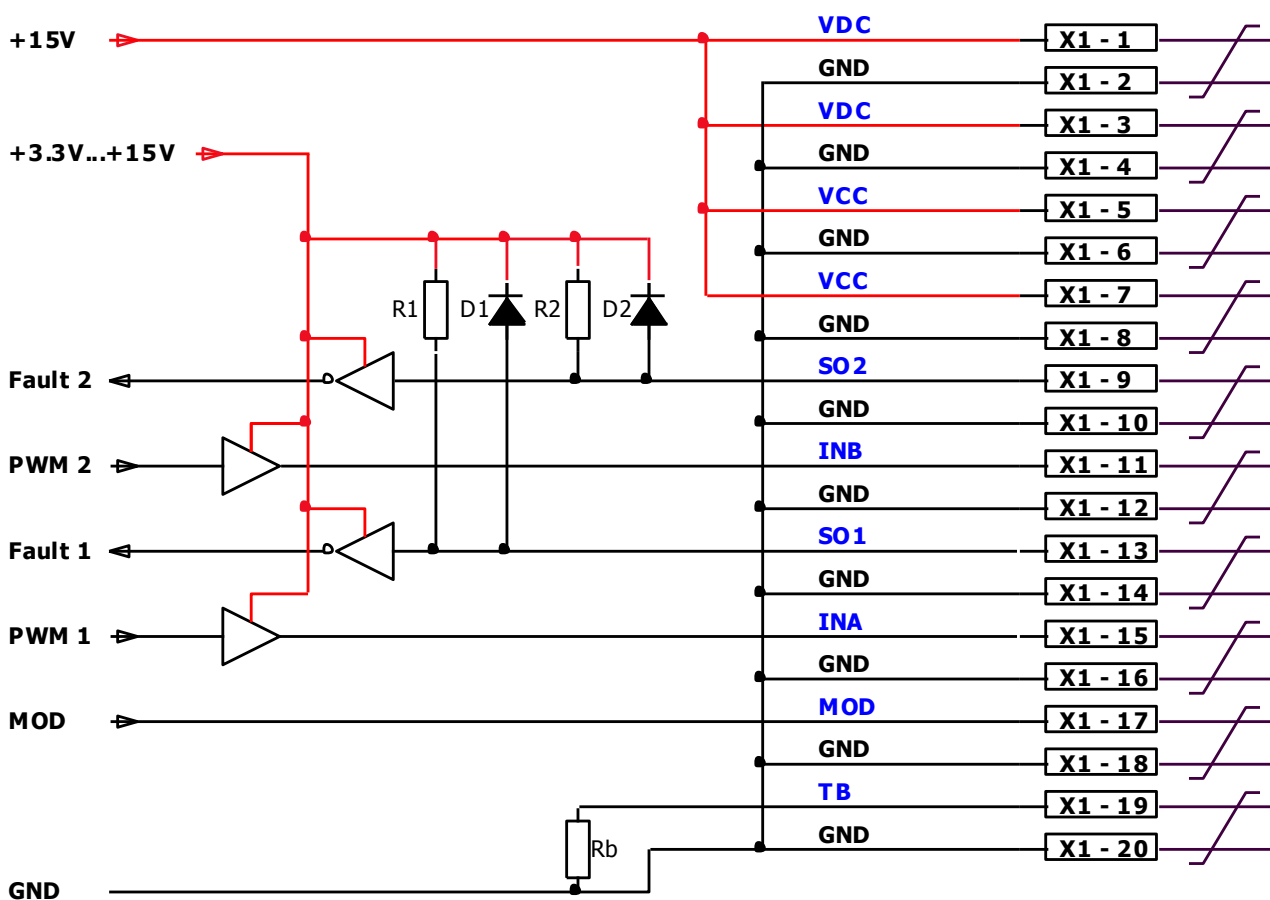 +15V VDC X1 - 1
GND X1 - 2
VDC X1 - 3
+3.3V...+15V GND X1 - 4
VCC X1 - 5
GND X1 - 6
VCC X1 - 7
R1 D1 R2 D2 GND X1 - 8
Fault 2 SO2 X1 - 9
GND X1 - 10
PWM 2 INB X1 - 11
GND X1 - 12
Fault 1 SO1 X1 - 13
GND X1 - 14
PWM 1 INA X1 - 15
GND X1 - 16
MOD MOD X1 - 17
GND X1 - 18
TB X1 - 19
Rb GND X1 - 20
GND